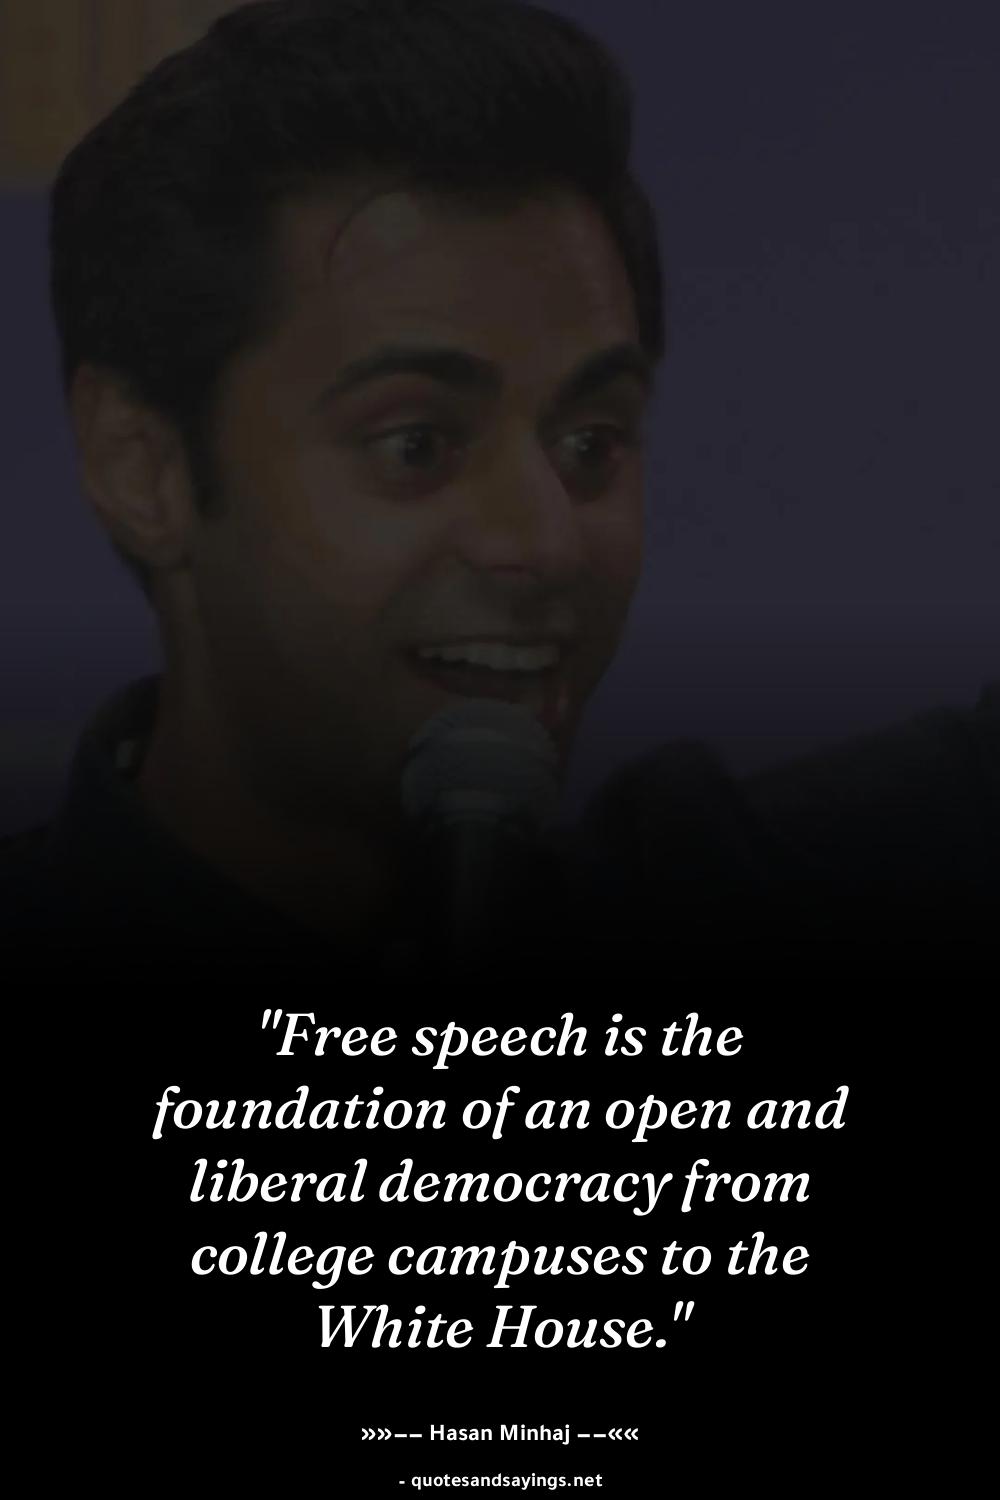 "Free speech is the
foundation of an open and
liberal democracy from
college campuses to the
White House."
»»−− Hasan Minhaj −−««
- quotesandsayings.net